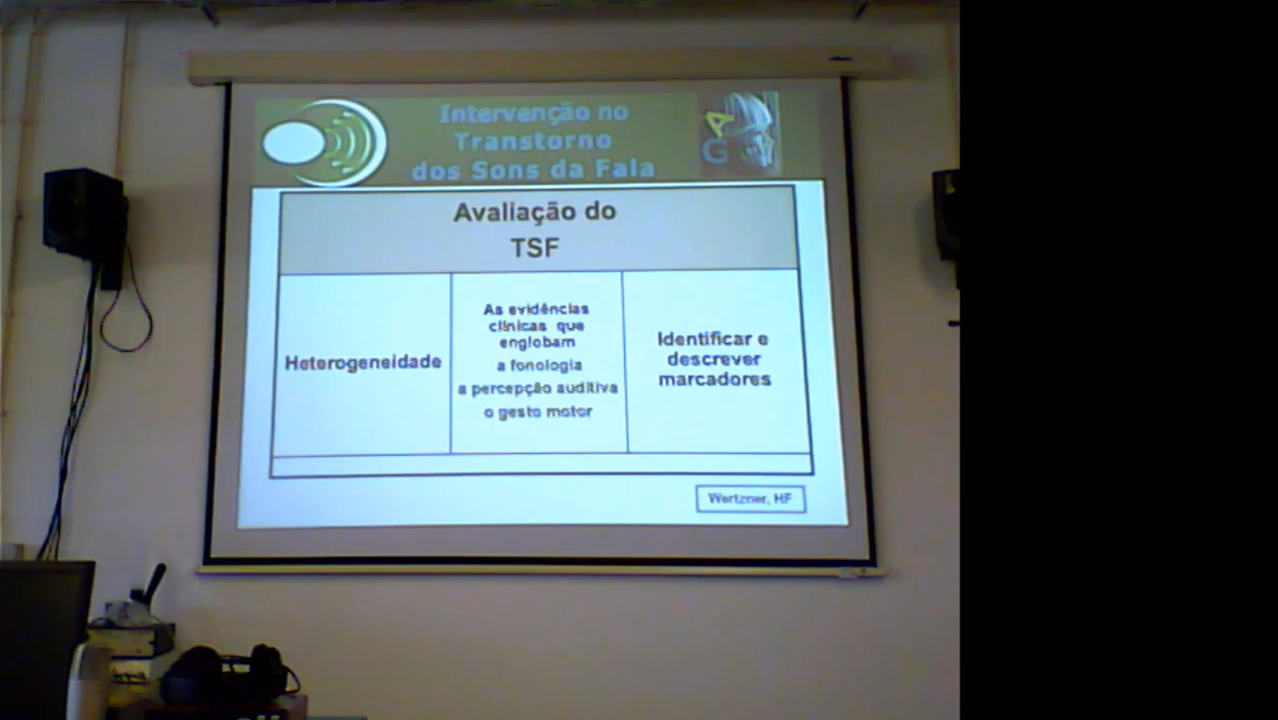 Intervenção no
Transtorno
dos Sons da Fala
A
G
Avaliação do
TSF
Heterogeneidade
As evidências
clínicas que
englobam
a fonologia
a percepção auditiva
o gesto motor
Identificar e
descrever
marcadores
Wertzner, HF